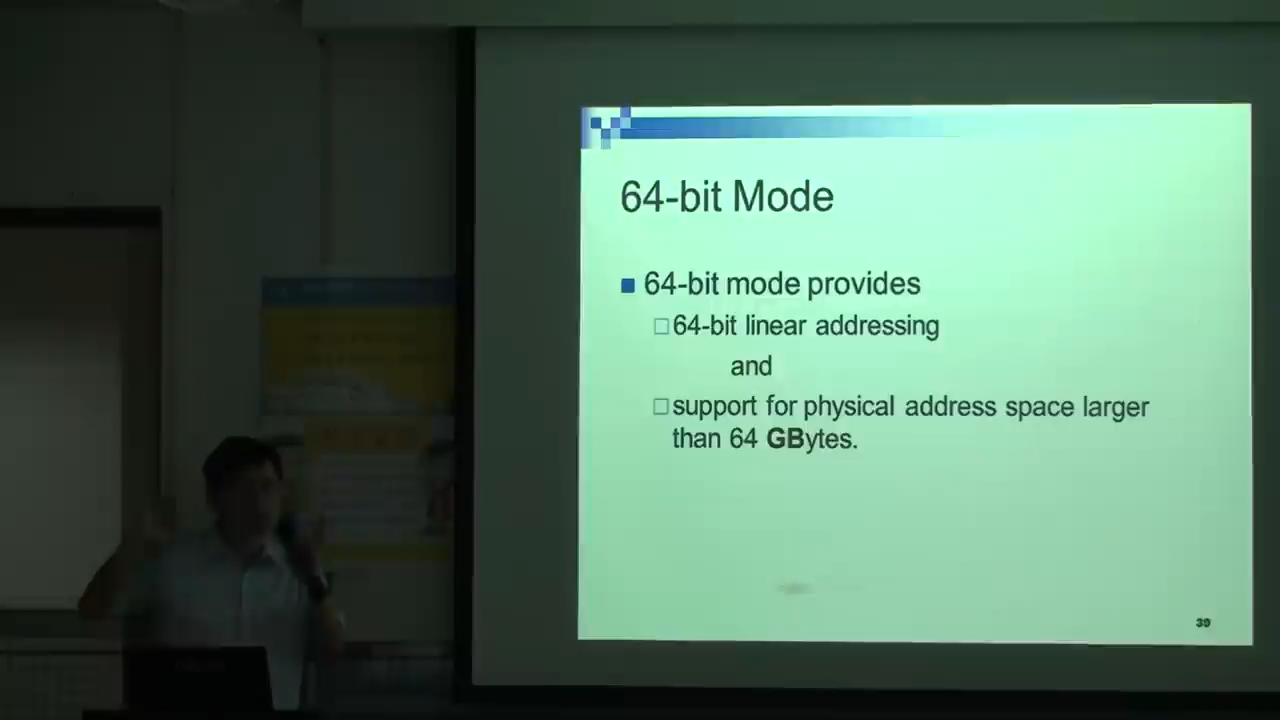 64-bit Mode
64-bit mode provides
64-bit linear addressing
and
support for physical address space larger
than 64 GBytes.
39